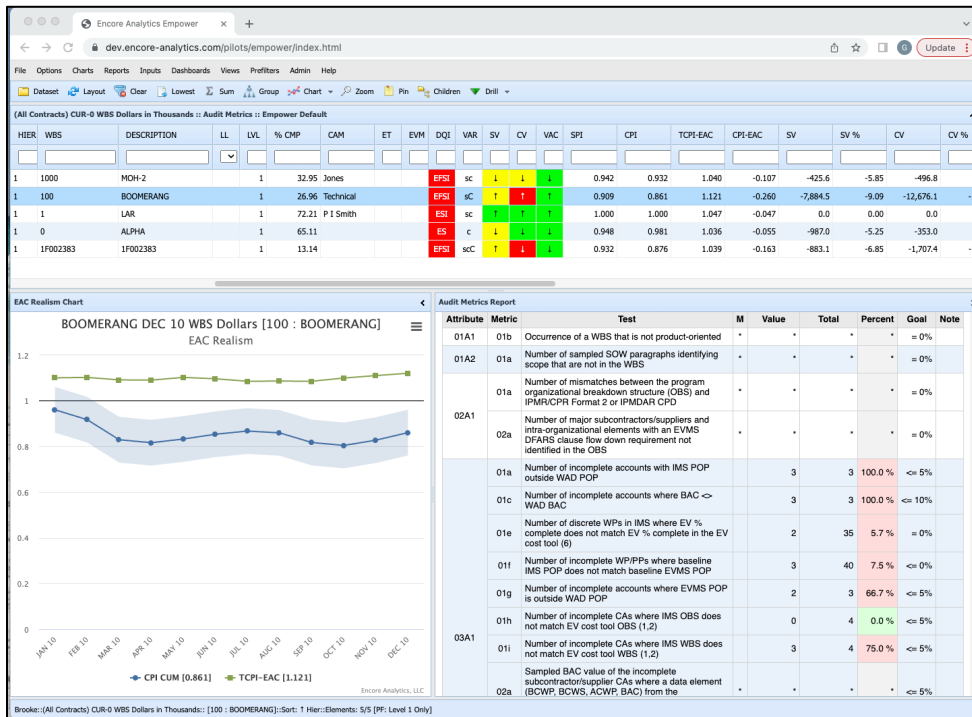 Encore Analytics Empower
dev.encore-analytics.com/pilots/empower/index.html
G
Update
File Options Charts Reports Inputs Dashboards Views Prefilters Admin Help
Dataset Layout Clear Lowest Σ Sum Group Chart Zoom Pin Children Drill
(All Contracts) CUR-0 WBS Dollars in Thousands :: Audit Metrics :: Empower Default
HIER WBS DESCRIPTION LL LVL % CMP CAM ET EVM DQI VAR SV CV VAC SPI CPI TCPI-EAC CPI-EAC SV SV % CV CV %
1 1000 MOH-2 1 32.95 Jones EFSI sc ↓ ↓ ↓ 0.942 0.932 1.040 -0.107 -425.6 -5.85 -496.8
1 100 BOOMERANG 1 26.96 Technical EFSI sC ↑ ↑ ↑ 0.909 0.861 1.121 -0.260 -7,884.5 -9.09 -12,676.1
1 1 LAR 1 72.21 P I Smith ESI sc ↑ ↑ ↑ 1.000 1.000 1.047 -0.047 0.0 0.0 0.0
1 0 ALPHA 1 65.11 ES c ↓ ↓ ↓ 0.948 0.981 1.036 -0.055 -987.0 -5.25 -353.0
1 1F002383 1F002383 1 13.14 EFSI scC ↑ ↓ ↓ 0.932 0.876 1.039 -0.163 -883.1 -6.85 -1,707.4
EAC Realism Chart
BOOMERANG DEC 10 WBS Dollars [100 : BOOMERANG]
EAC Realism
1.2
1
0.8
0.6
0.4
0.2
0
JAN 10 FEB 10 MAR 10 APR 10 MAY 10 JUN 10 JUL 10 AUG 10 SEP 10 OCT 10 NOV 10 DEC 10
CPI CUM [0.861] TCPI-EAC [1.121]
Encore Analytics, LLC
Audit Metrics Report
Attribute Metric Test M Value Total Percent Goal Note
01A1 01b Occurrence of a WBS that is not product-oriented * * * * = 0%
01A2 01a Number of sampled SOW paragraphs identifying
scope that are not in the WBS * * * * = 0%
02A1 01a Number of mismatches between the program
organizational breakdown structure (OBS) and
IPMR/CPR Format 2 or IPMDAR CPD * * * * = 0%
02a Number of major subcontractors/suppliers and
intra-organizational elements with an EVMS
DFARS clause flow down requirement not
identified in the OBS * * * * = 0%
03A1 01a Number of incomplete accounts with IMS POP
outside WAD POP 3 3 100.0 % <= 5%
01c Number of incomplete accounts where BAC <>
WAD BAC 3 3 100.0 % <= 10%
01e Number of discrete WPs in IMS where EV %
complete does not match EV % complete in the EV
cost tool (6) 2 35 5.7 % = 0%
01f Number of incomplete WP/PPs where baseline
IMS POP does not match baseline EVMS POP 3 40 7.5 % <= 0%
01g Number of incomplete accounts where EVMS POP
is outside WAD POP 2 3 66.7 % <= 5%
01h Number of incomplete CAs where IMS OBS does
not match EV cost tool OBS (1,2) 0 4 0.0 % <= 5%
01i Number of incomplete CAs where IMS WBS does
not match EV cost tool WBS (1,2) 3 4 75.0 % <= 5%
02a Sampled BAC value of the incomplete
subcontractor/supplier CAs where a data element
(BCWP, BCWS, ACWP, BAC) from the * * * * <= 5%
Brooke::(All Contracts) CUR-0 WBS Dollars in Thousands:: [100 : BOOMERANG]::Sort: ↑ Hier::Elements: 5/5 [PF: Level 1 Only]